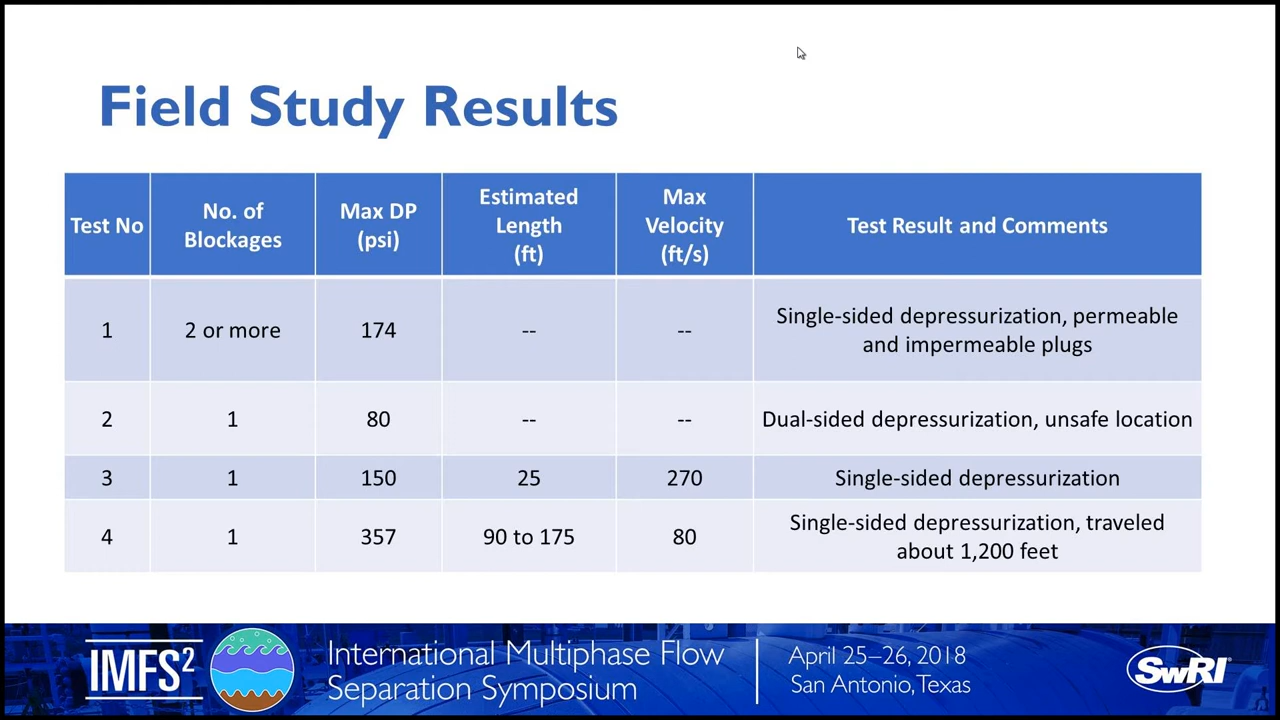 Field Study Results
Test No
No. of
Blockages
Max DP
(psi)
Estimated
Length
(ft)
Max
Velocity
(ft/s)
Test Result and Comments
1
2 or more
174
--
--
Single-sided depressurization, permeable
and impermeable plugs
2
1
80
--
--
Dual-sided depressurization, unsafe location
3
1
150
25
270
Single-sided depressurization
4
1
357
90 to 175
80
Single-sided depressurization, traveled
about 1,200 feet
IMFS²
International Multiphase Flow
Separation Symposium
April 25–26, 2018
San Antonio, Texas
SwRI®